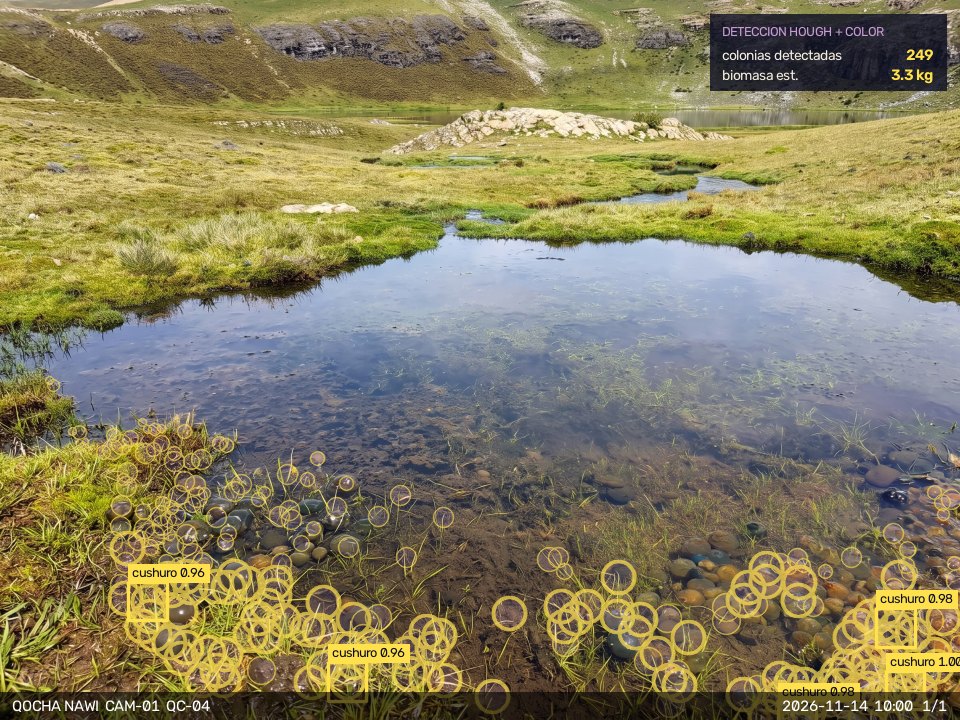 DETECCION HOUGH + COLOR
colonias detectadas 249
biomasa est. 3.3 kg
cushuro 0.96
cushuro 0.98
cushuro 0.96
cushuro 1.00
cushuro 0.98
QOCHA NAWI CAM-01 QC-04
2026-11-14 10:00 1/1